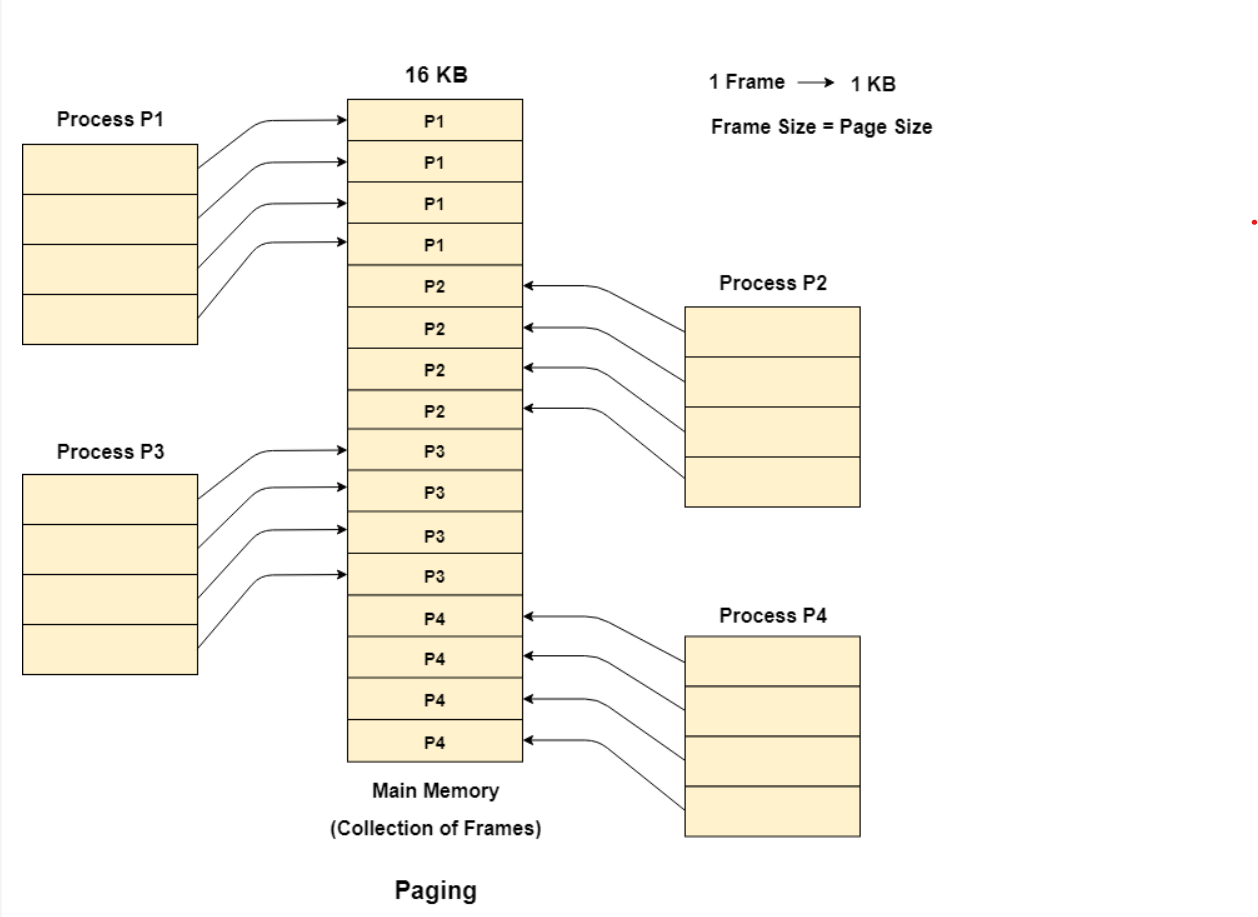 16 KB
1 Frame → 1 KB
Process P1
Frame Size = Page Size
P1
P1
P1
P1
Process P2
P2
P2
P2
P2
Process P3
P3
P3
P3
P3
Process P4
P4
P4
P4
P4
Main Memory
(Collection of Frames)
Paging